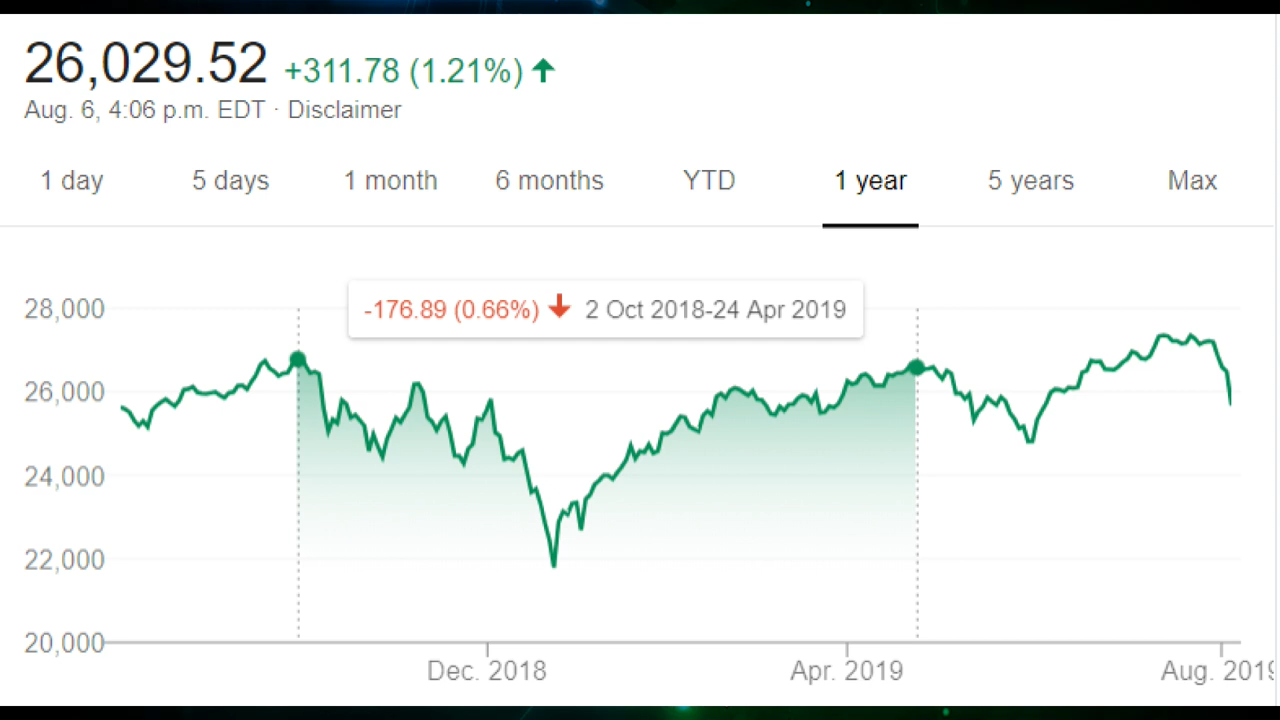 26,029.52 +311.78 (1.21%)
Aug. 6, 4:06 p.m. EDT · Disclaimer
1 day 5 days 1 month 6 months YTD 1 year 5 years Max
-176.89 (0.66%) 2 Oct 2018-24 Apr 2019
28,000
26,000
24,000
22,000
20,000
Dec. 2018 Apr. 2019 Aug. 2019